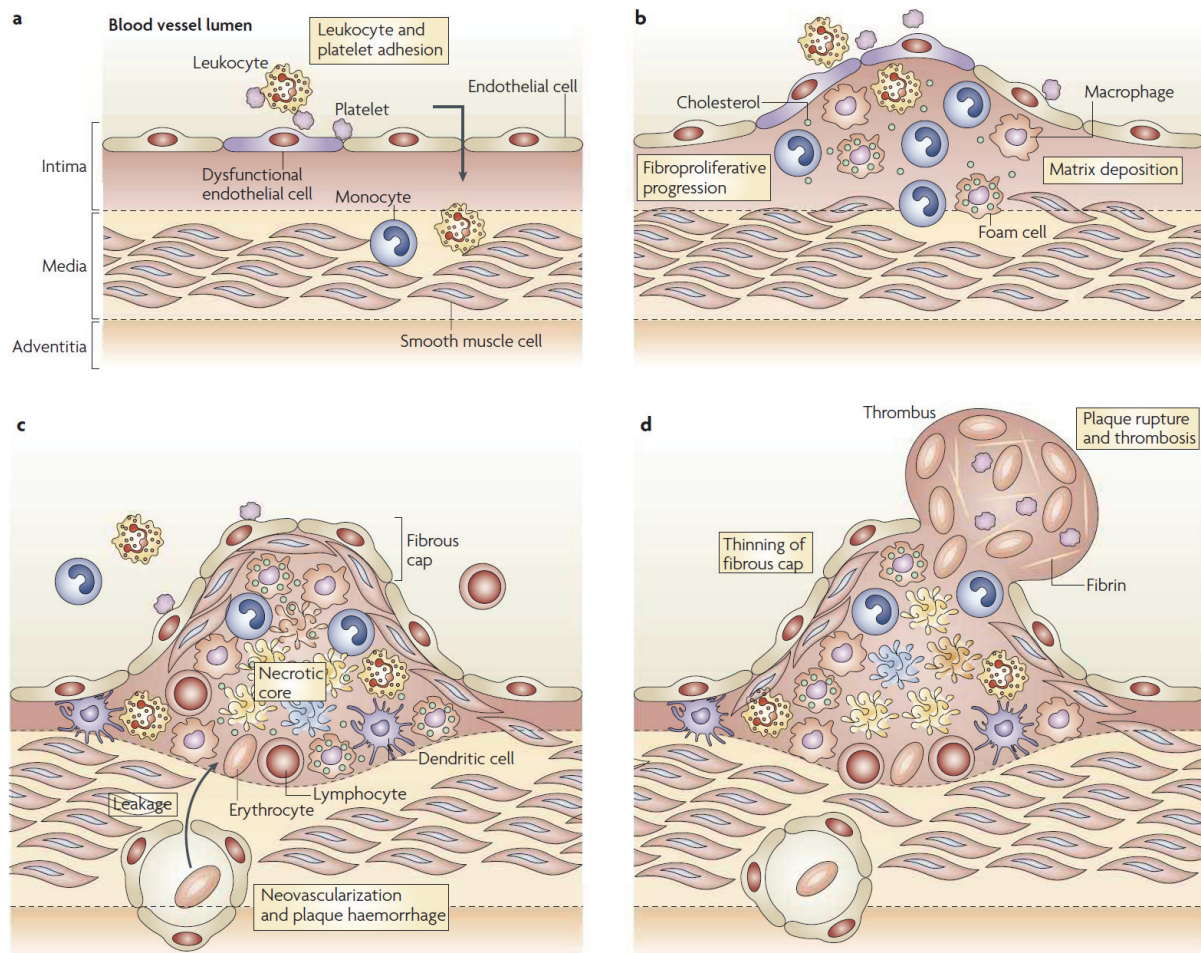 a
Blood vessel lumen
Leukocyte and
platelet adhesion
Leukocyte
Endothelial cell
Platelet
Intima
Dysfunctional
endothelial cell
Monocyte
Media
Smooth muscle cell
Adventitia
b
Cholesterol
Macrophage
Fibroproliferative
progression
Matrix deposition
Foam cell
c
Fibrous
cap
Necrotic
core
Dendritic cell
Lymphocyte
Leakage
Erythrocyte
Neovascularization
and plaque haemorrhage
d
Thrombus
Plaque rupture
and thrombosis
Thinning of
fibrous cap
Fibrin